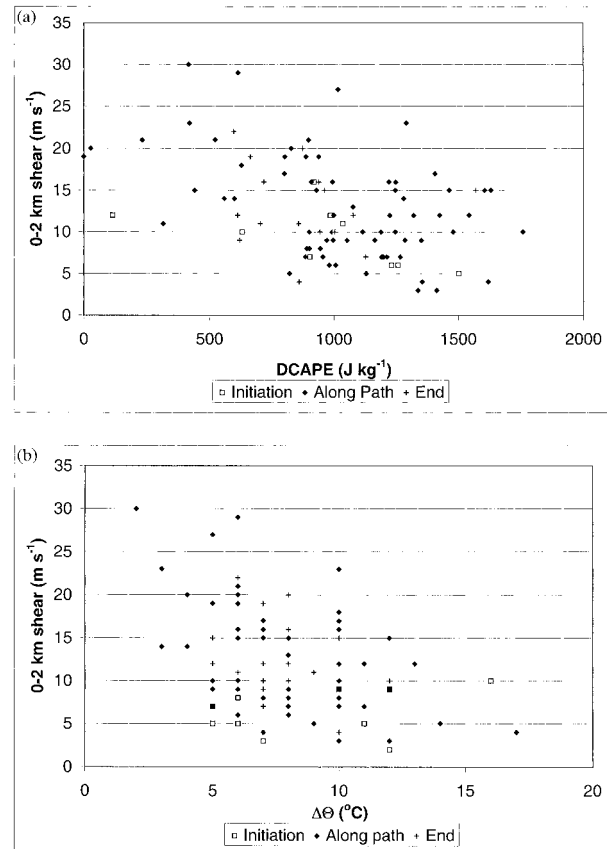 (a)
35
30
25
20
15
10
5
0
0-2 km shear (m s⁻¹)
0 500 1000 1500 2000
DCAPE (J kg⁻¹)
□ Initiation ♦ Along Path + End
(b)
35
30
25
20
15
10
5
0
0-2 km shear (m s⁻¹)
0 5 10 15 20
ΔΘ (°C)
□ Initiation ♦ Along path + End